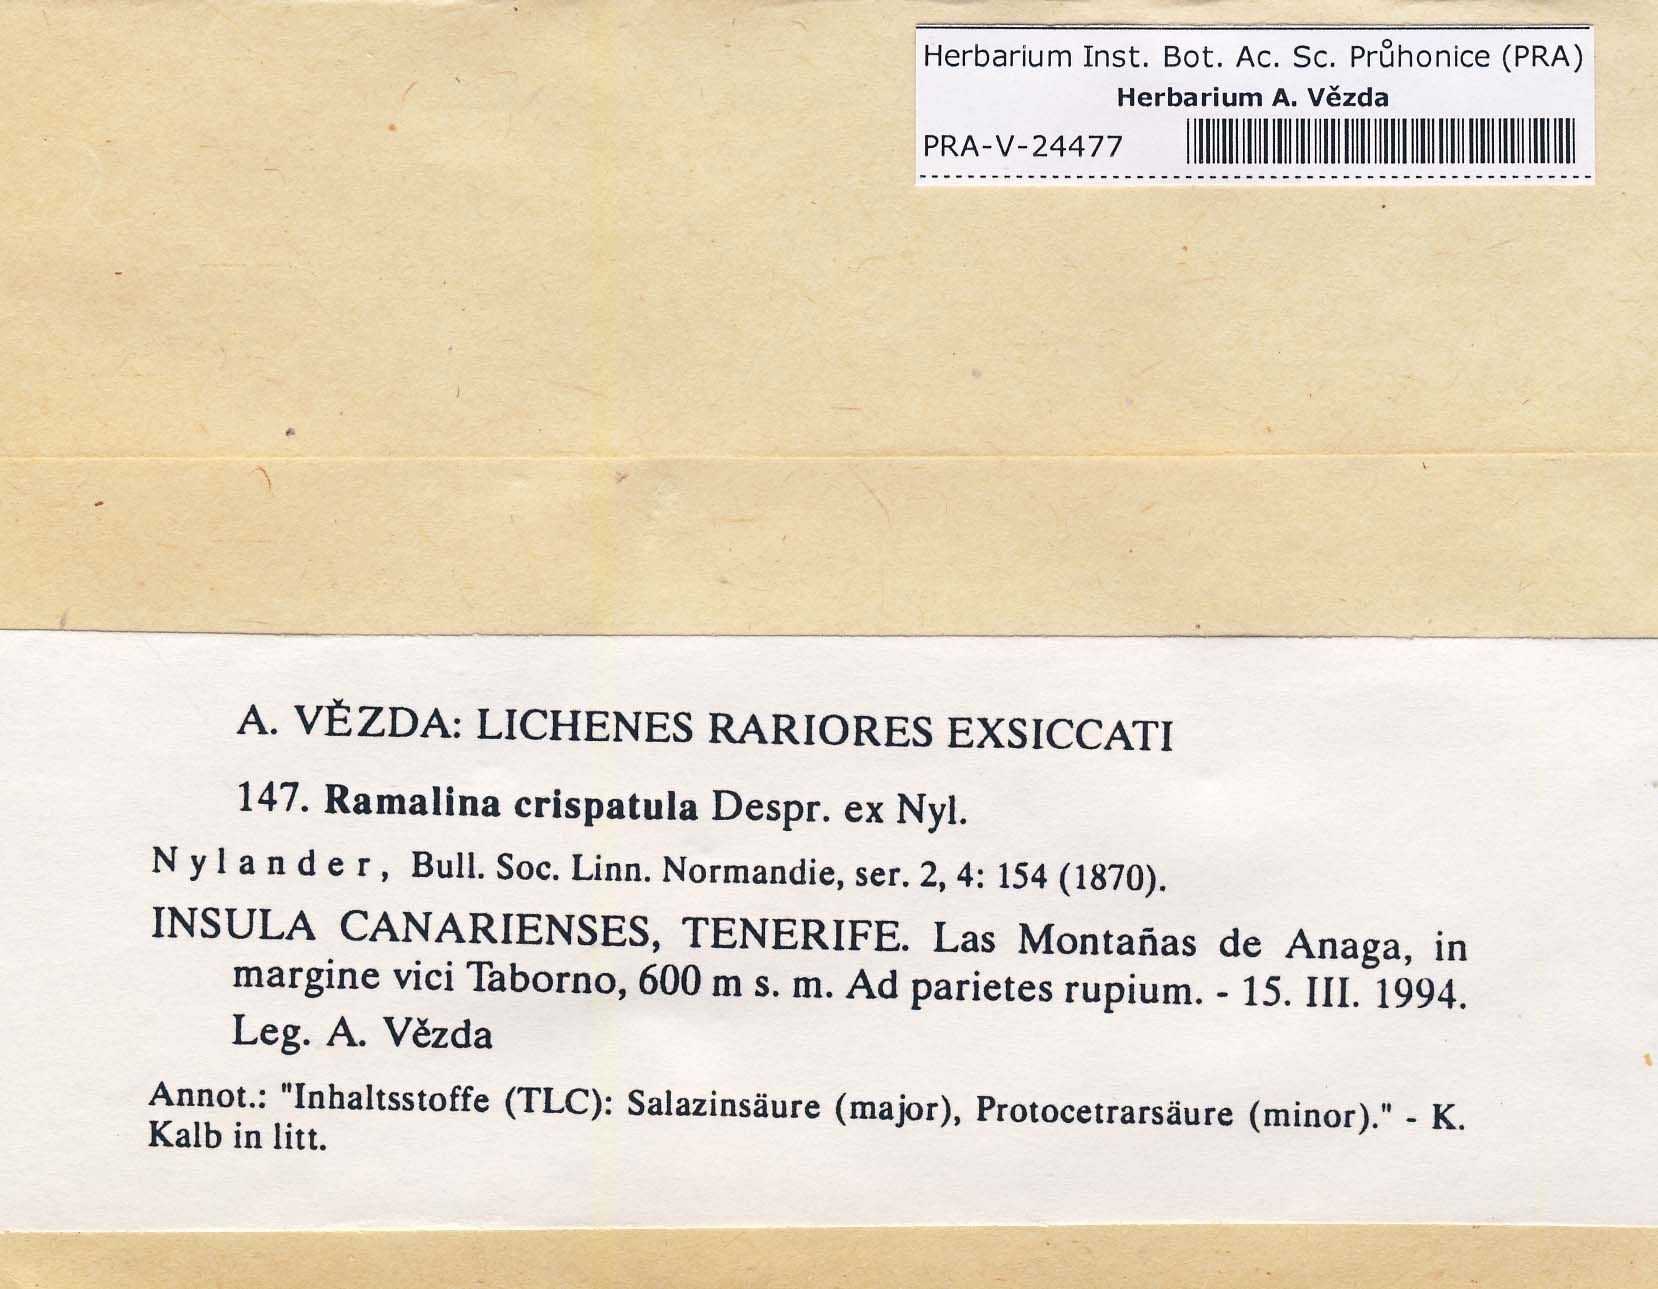 Herbarium Inst. Bot. Ac. Sc. Průhonice (PRA)
Herbarium A. Vězda
PRA-V-24477
A. VĚZDA: LICHENES RARIORES EXSICCATI
147. Ramalina crispatula Despr. ex Nyl.
Nylander, Bull. Soc. Linn. Normandie, ser. 2, 4: 154 (1870).
INSULA CANARIENSES, TENERIFE. Las Montañas de Anaga, in
margine vici Taborno, 600 m s. m. Ad parietes rupium. - 15. III. 1994.
Leg. A. Vězda
Annot.: "Inhaltsstoffe (TLC): Salazinsäure (major), Protocetrarsäure (minor)." - K.
Kalb in litt.